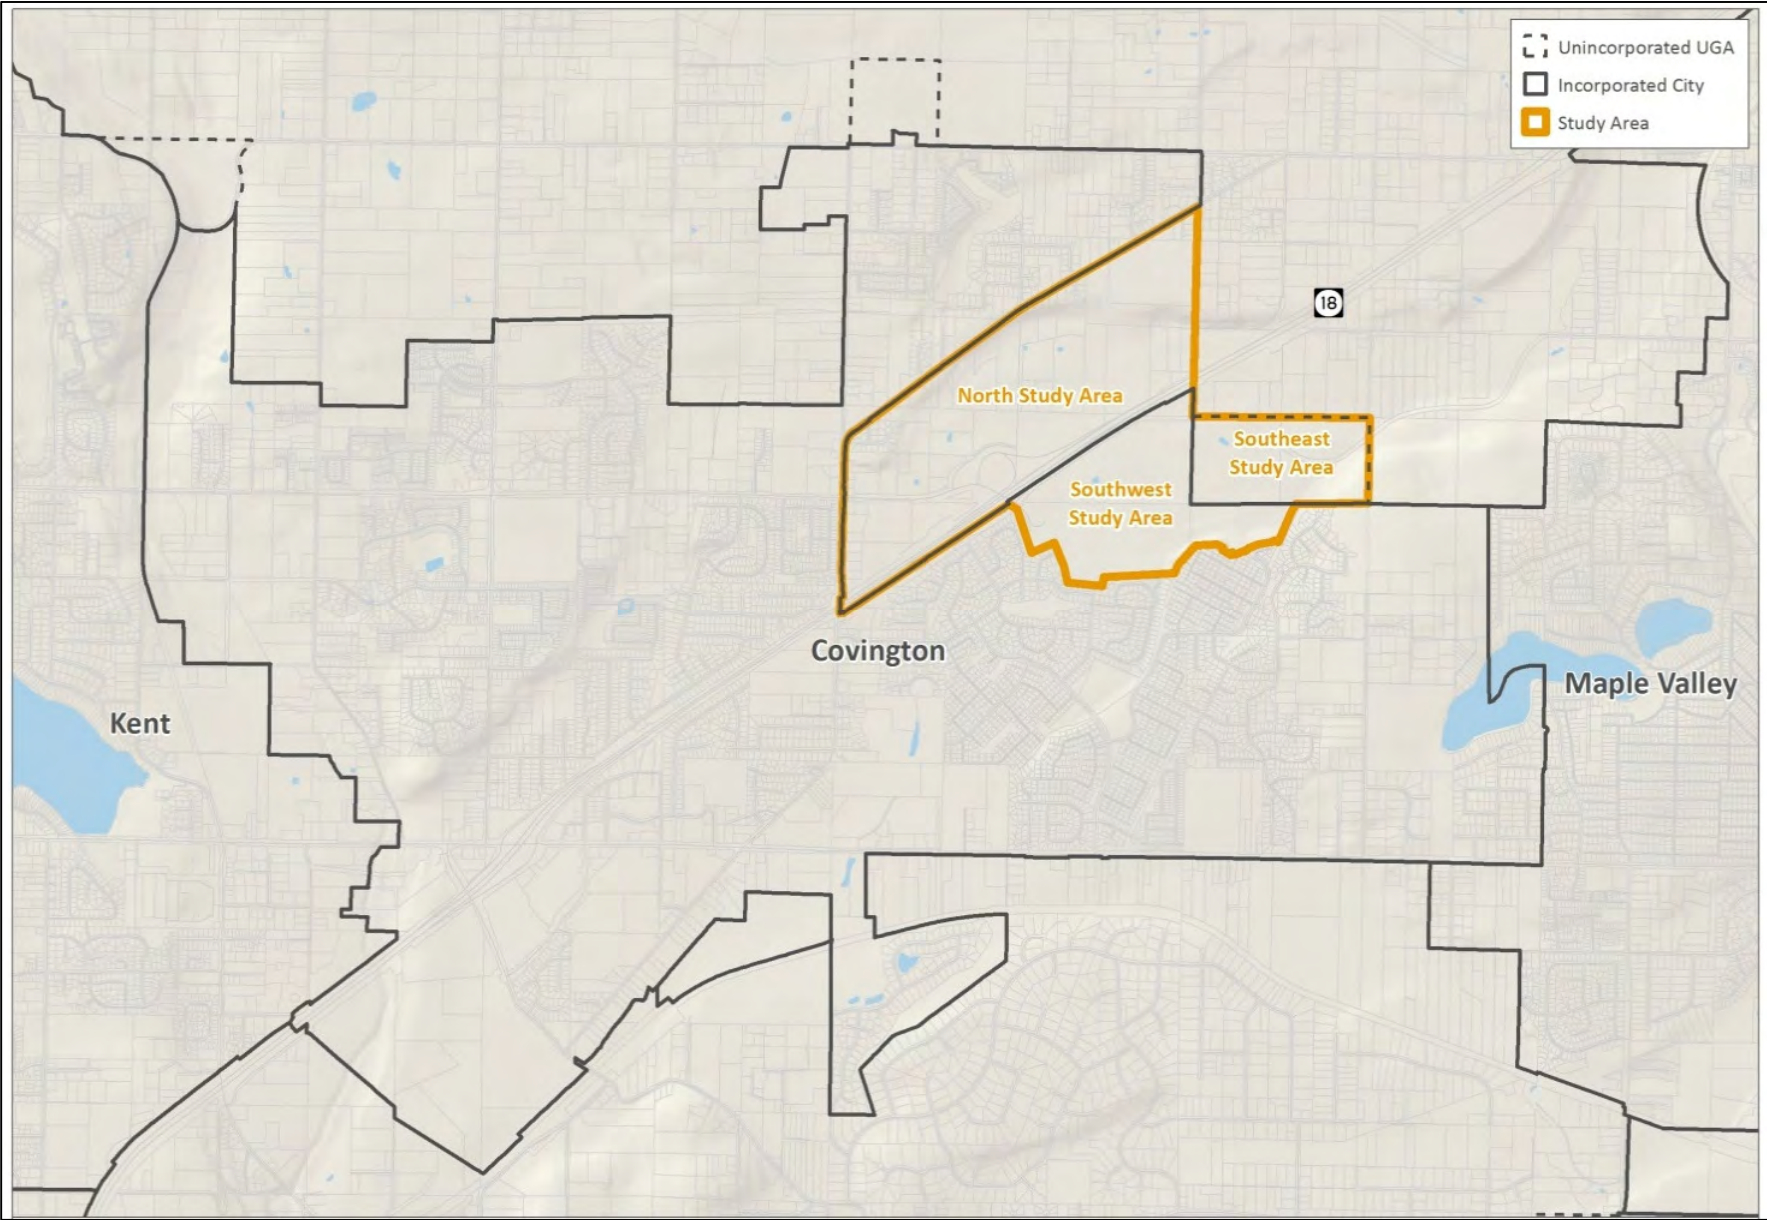 Unincorporated UGA
Incorporated City
Study Area
18
North Study Area
Southeast
Study Area
Southwest
Study Area
Covington
Maple Valley
Kent